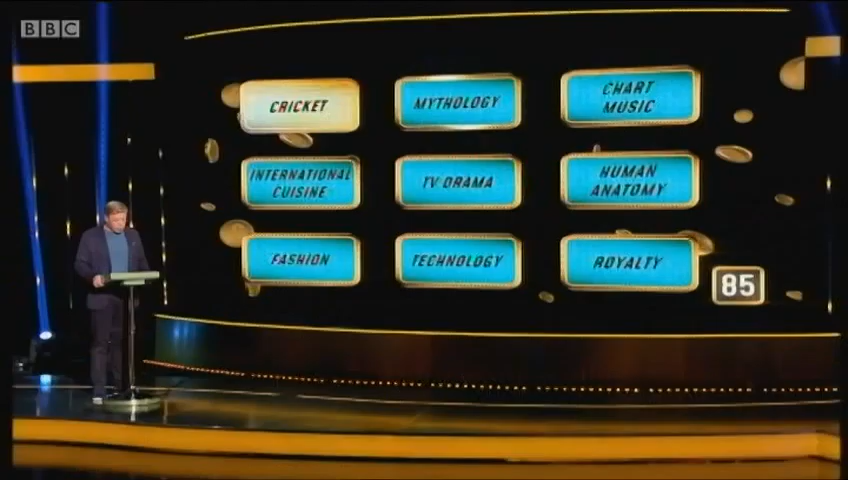 BBC
CRICKET
MYTHOLOGY
CHART
MUSIC
INTERNATIONAL
CUISINE
TV DRAMA
HUMAN
ANATOMY
FASHION
TECHNOLOGY
ROYALTY
85